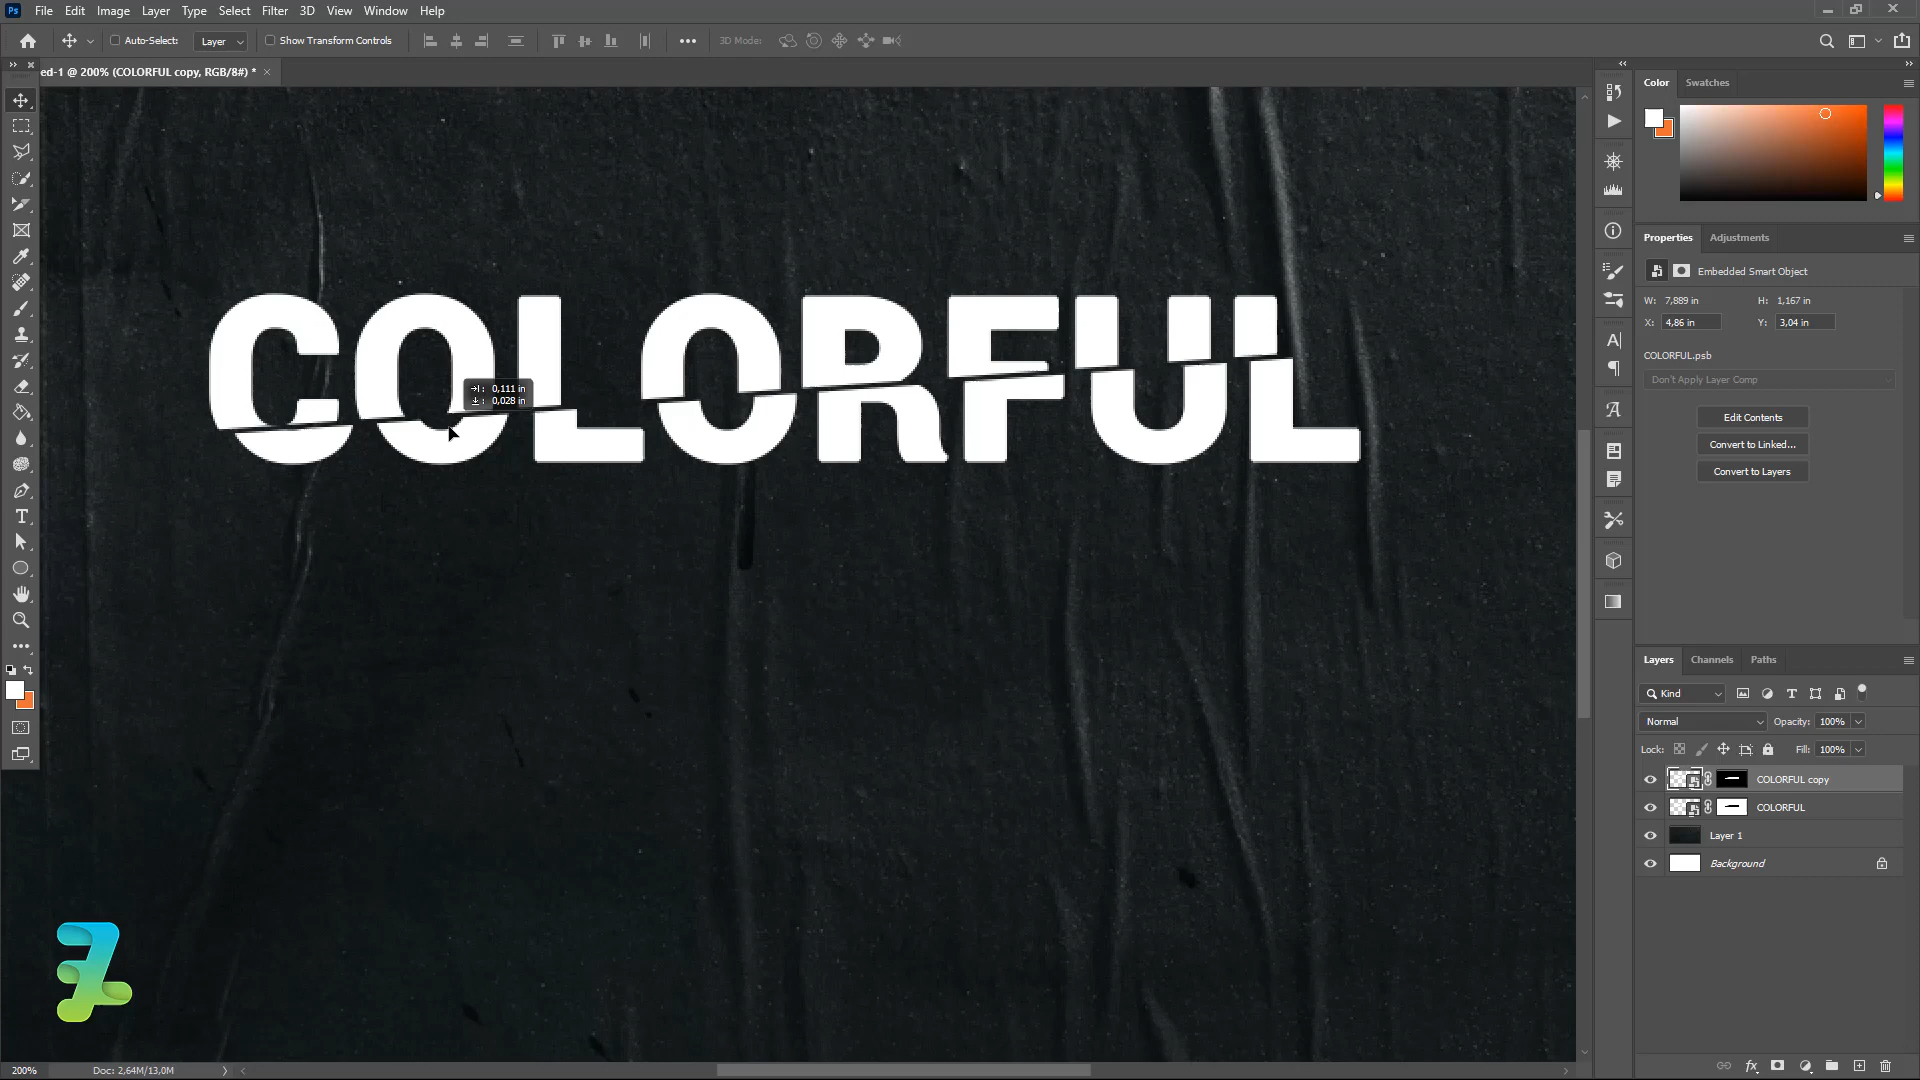 Ps File Edit Image Layer Type Select Filter 3D View Window Help
Auto-Select: Layer Show Transform Controls 3D Mode:
ed-1 @ 200% (COLORFUL copy, RGB/8#) *
COLORFUL
0,111 in
0,028 in
200% Doc: 2,64M/13,0M
Color Swatches
Properties Adjustments
Embedded Smart Object
W: 7,889 in H: 1,167 in
X: 4,86 in Y: 3,04 in
COLORFUL.psb
Don't Apply Layer Comp
Edit Contents
Convert to Linked...
Convert to Layers
Layers Channels Paths
Kind
Normal Opacity: 100%
Lock: Fill: 100%
COLORFUL copy
COLORFUL
Layer 1
Background